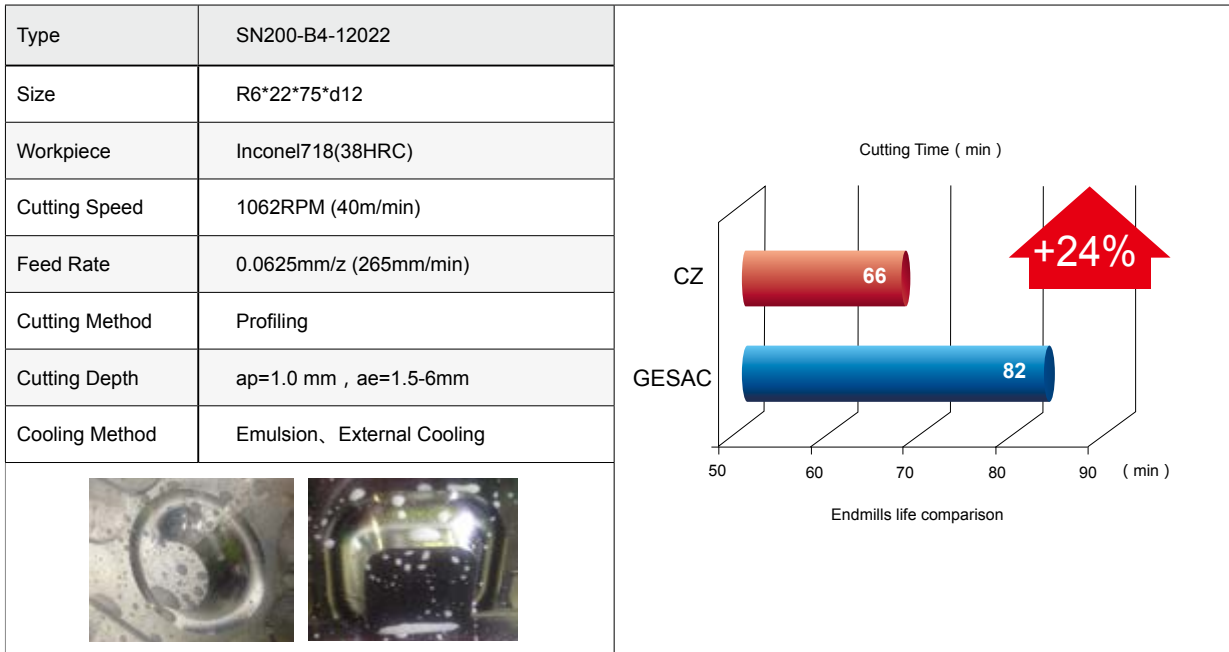 Type SN200-B4-12022
Size R6*22*75*d12
Workpiece Inconel718(38HRC)
Cutting Speed 1062RPM (40m/min)
Feed Rate 0.0625mm/z (265mm/min)
Cutting Method Profiling
Cutting Depth ap=1.0 mm，ae=1.5-6mm
Cooling Method Emulsion、External Cooling
Cutting Time（min）
+24%
CZ 66
GESAC 82
50 60 70 80 90 （min）
Endmills life comparison